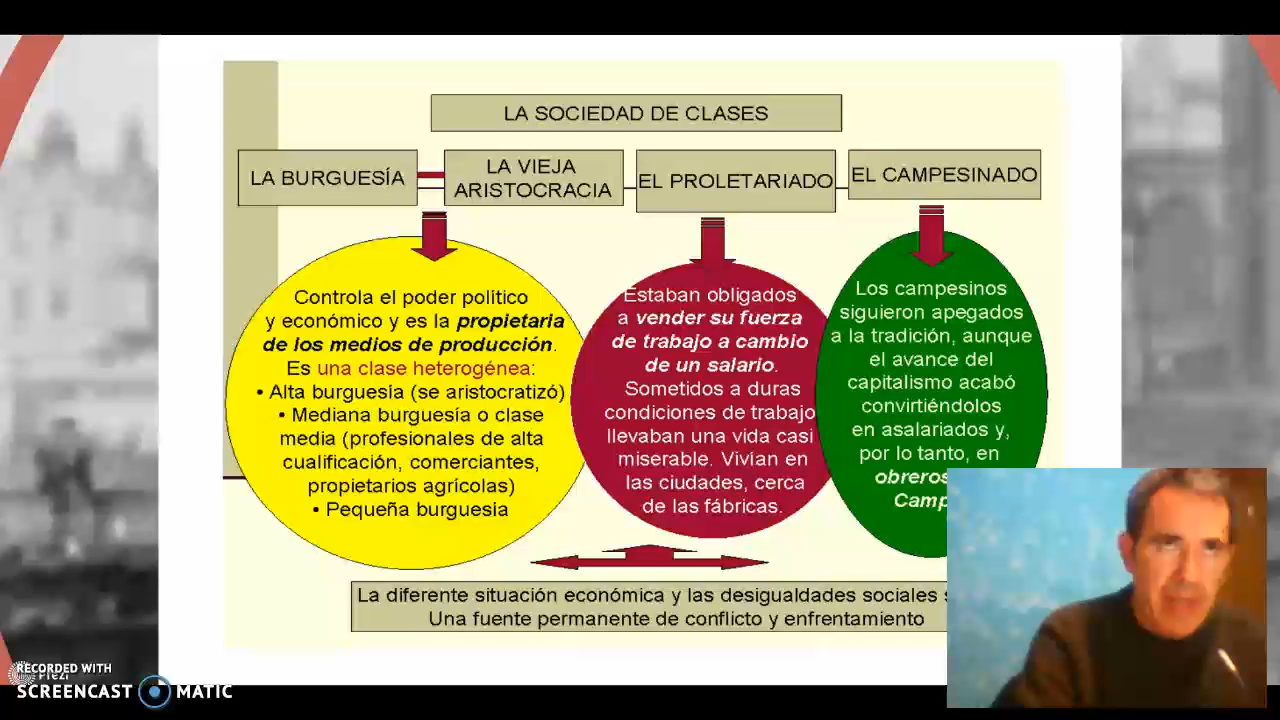 LA SOCIEDAD DE CLASES
LA BURGUESÍA
LA VIEJA
ARISTOCRACIA
EL PROLETARIADO
EL CAMPESINADO
Controla el poder político
y económico y es la propietaria
de los medios de producción.
Es una clase heterogénea:
• Alta burguesía (se aristocratizó)
• Mediana burguesía o clase
media (profesionales de alta
cualificación, comerciantes,
propietarios agrícolas)
• Pequeña burguesía
Estaban obligados
a vender su fuerza
de trabajo a cambio
de un salario.
Sometidos a duras
condiciones de trabajo
llevaban una vida casi
miserable. Vivían en
las ciudades, cerca
de las fábricas.
Los campesinos
siguieron apegados
a la tradición, aunque
el avance del
capitalismo acabó
convirtiéndolos
en asalariados y,
por lo tanto, en
obreros
Camp
La diferente situación económica y las desigualdades sociales
Una fuente permanente de conflicto y enfrentamiento
RECORDED WITH
Prezi
SCREENCAST MATIC